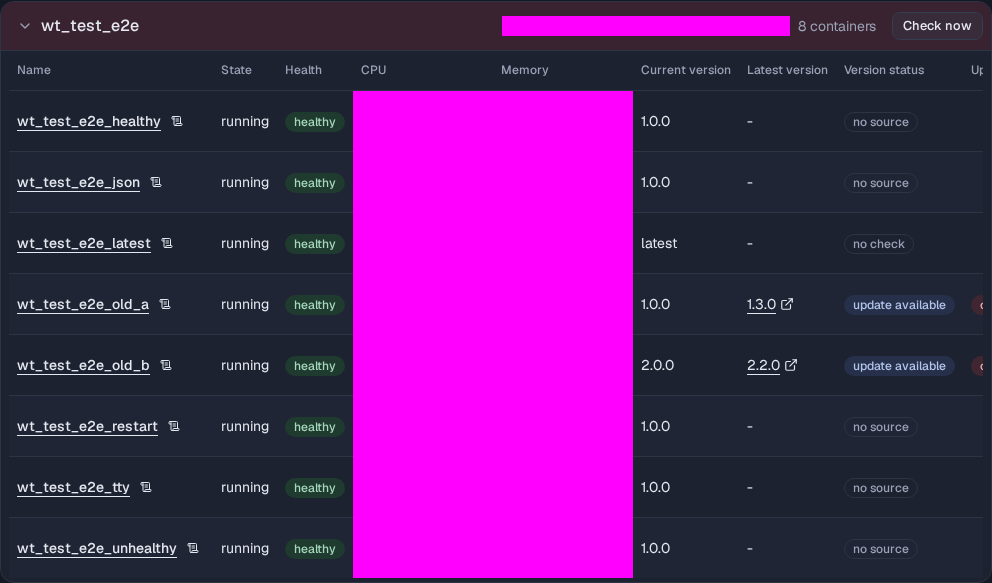 wt_test_e2e 8 containers Check now
Name State Health CPU Memory Current version Latest version Version status
wt_test_e2e_healthy running healthy 1.0.0 - no source
wt_test_e2e_json running healthy 1.0.0 - no source
wt_test_e2e_latest running healthy latest - no check
wt_test_e2e_old_a running healthy 1.0.0 1.3.0 update available
wt_test_e2e_old_b running healthy 2.0.0 2.2.0 update available
wt_test_e2e_restart running healthy 1.0.0 - no source
wt_test_e2e_tty running healthy 1.0.0 - no source
wt_test_e2e_unhealthy running healthy 1.0.0 - no source